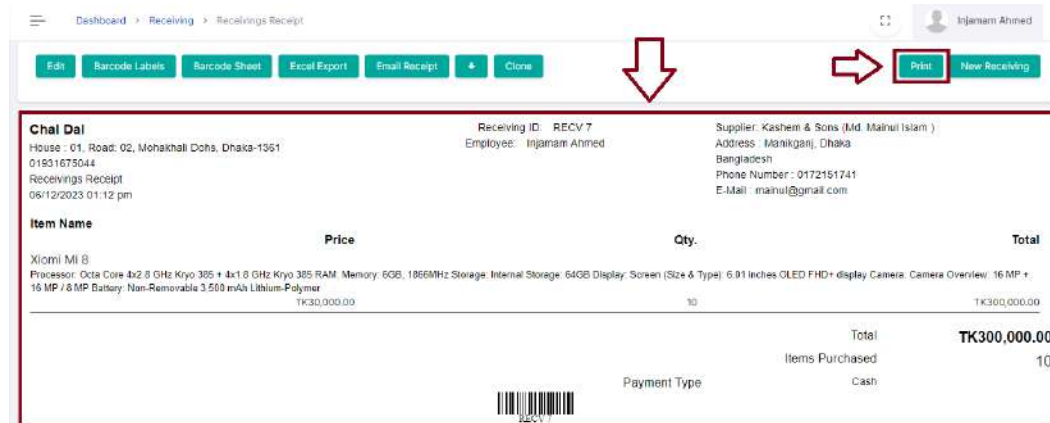 Dashboard > Receiving > Receivings Receipt
Injamam Ahmed
Edit Barcode Labels Barcode Sheet Excel Export Email Receipt Clone Print New Receiving
Chal Dal
House : 01, Road: 02, Mohakhali Dohs, Dhaka-1361
01931675044
Receivings Receipt
06/12/2023 01:12 pm
Receiving ID: RECV 7
Employee: Injamam Ahmed
Supplier: Kashem & Sons (Md. Mainul Islam )
Address : Manikganj, Dhaka
Bangladesh
Phone Number : 0172151741
E-Mail : mainul@gmail.com
Item Name
Price Qty. Total
Xiomi Mi 8
Processor: Octa Core 4x2.8 GHz Kryo 385 + 4x1.8 GHz Kryo 385 RAM: Memory: 6GB, 1866MHz Storage: Internal Storage: 64GB Display: Screen (Size & Type): 6.01 inches OLED FHD+ display Camera: Camera Overview: 16 MP +
16 MP / 8 MP Battery: Non-Removable 3,500 mAh Lithium-Polymer
TK30,000.00 10 TK300,000.00
Total TK300,000.00
Items Purchased 10
Payment Type Cash
RECV 7